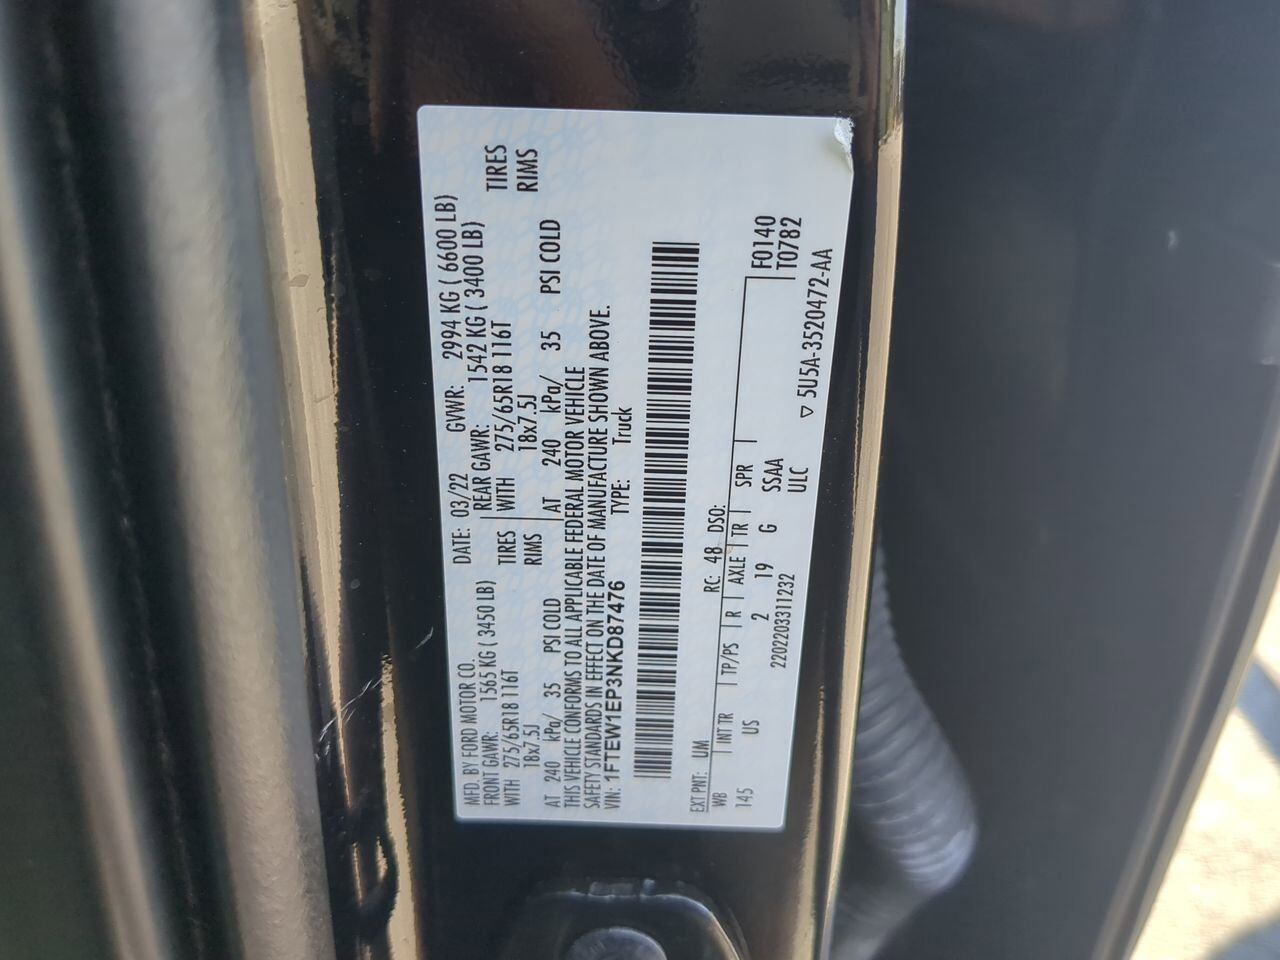 MFD. BY FORD MOTOR CO.
DATE: 03/22 GVWR: 2994 KG ( 6600 LB)
FRONT GAWR: 1565 KG ( 3450 LB) REAR GAWR: 1542 KG ( 3400 LB)
WITH 275/65R18 116T TIRES WITH 275/65R18 116T TIRES
18x7.5J RIMS 18x7.5J RIMS
AT 240 kPa/ 35 PSI COLD AT 240 kPa/ 35 PSI COLD
THIS VEHICLE CONFORMS TO ALL APPLICABLE FEDERAL MOTOR VEHICLE
SAFETY STANDARDS IN EFFECT ON THE DATE OF MANUFACTURE SHOWN ABOVE.
VIN: 1FTEW1EP3NKD87476 TYPE: Truck
EXT PNT: UM RC: 48 DSO:
WB INT TR TP/PS R AXLE TR SPR F0140
145 US 2 19 G SSAA T0782
2202203311232 ULC
▽ 5U5A-3520472-AA